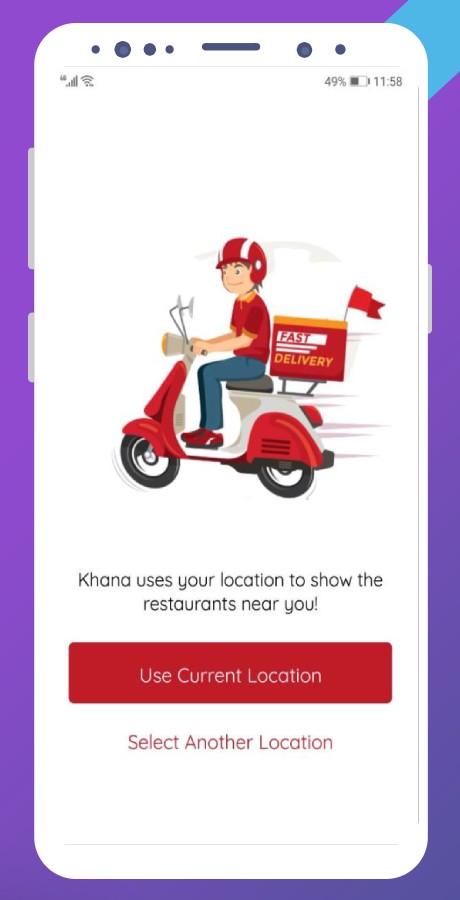 49% 11:58
FAST
DELIVERY
Khana uses your location to show the
restaurants near you!
Use Current Location
Select Another Location